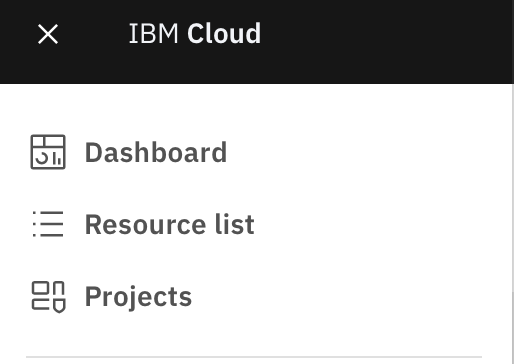 IBM Cloud
Dashboard
Resource list
Projects